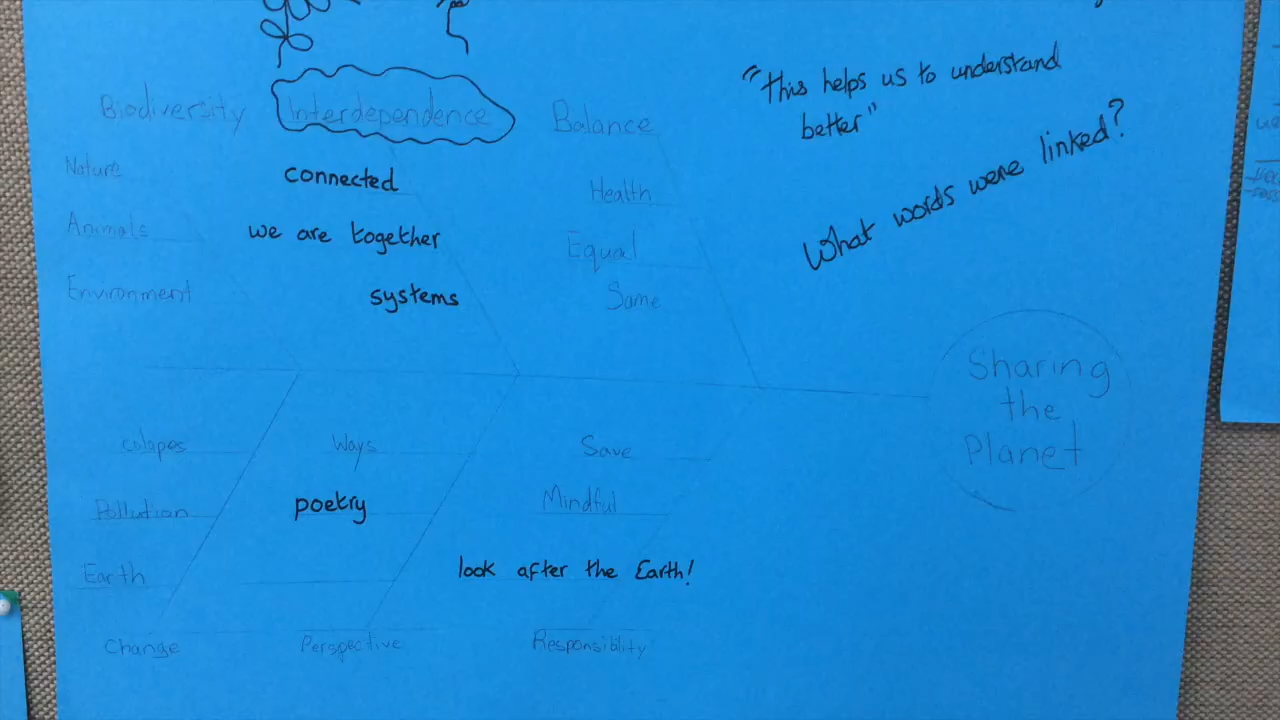 "This helps us to understand
better"
What words were linked?
Biodiversity
Nature
Animals
Environment
Interdependence
connected
we are together
systems
Balance
Health
Equal
Same
Sharing
the
Planet
colapes
Pollution
Earth
Change
Ways
poetry
Perspective
Save
Mindful
look after the Earth!
Responsiblity